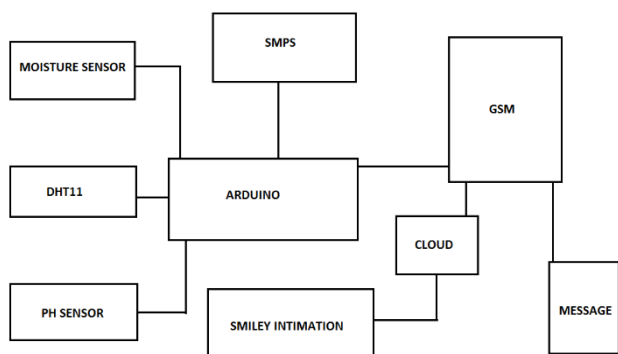 SMPS
MOISTURE SENSOR
GSM
DHT11
ARDUINO
CLOUD
PH SENSOR
SMILEY INTIMATION
MESSAGE